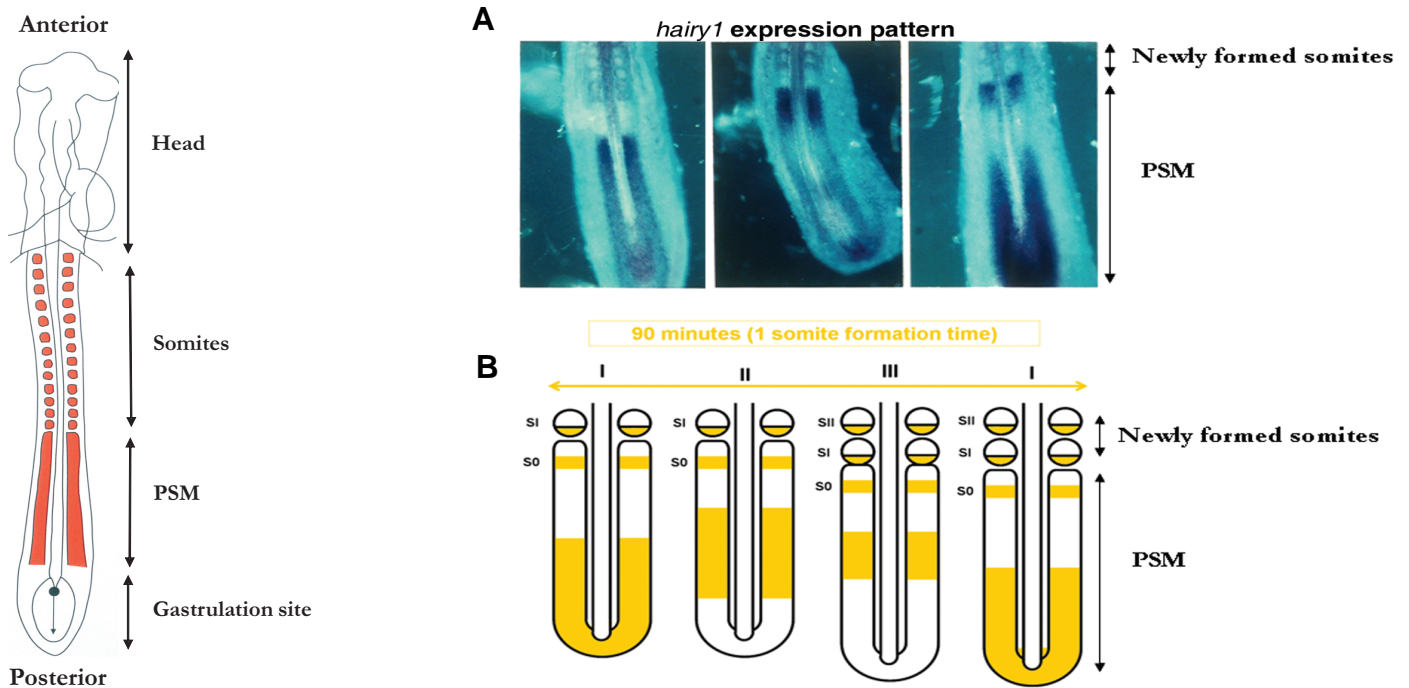 Anterior
Head
Somites
PSM
Gastrulation site
Posterior
A
hairy1 expression pattern
Newly formed somites
PSM
90 minutes (1 somite formation time)
B
I
II
III
I
SI
S0
SI
S0
SII
SI
S0
SII
SI
S0
Newly formed somites
PSM